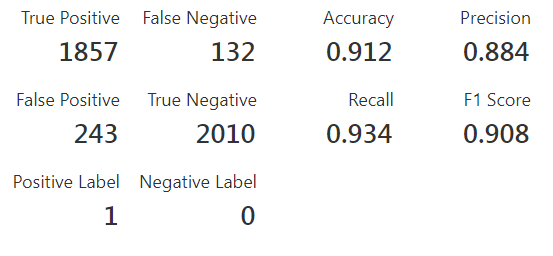 True Positive False Negative Accuracy Precision
1857 132 0.912 0.884
False Positive True Negative Recall F1 Score
243 2010 0.934 0.908
Positive Label Negative Label
1 0